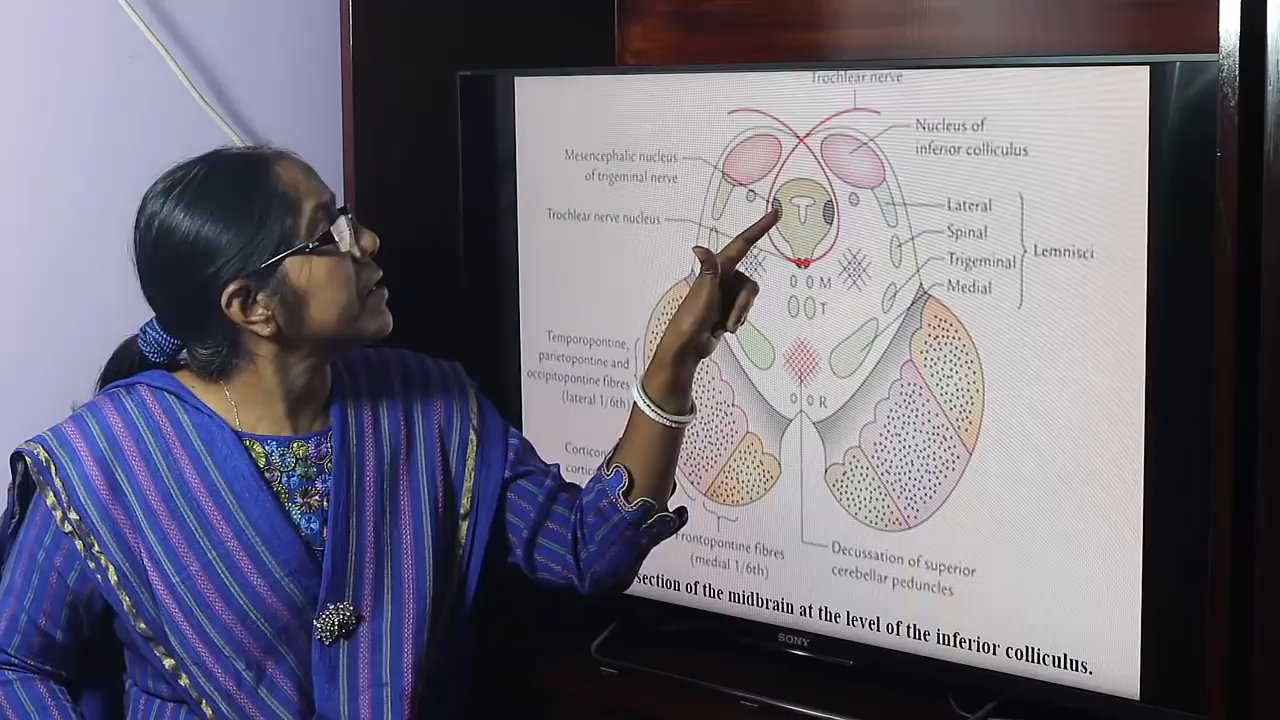 Trochlear nerve
Nucleus of
inferior colliculus
Mesencephalic nucleus
of trigeminal nerve
Trochlear nerve nucleus
Lateral
Spinal
Trigeminal
Medial
Lemnisci
M
T
Temporopontine,
parietopontine and
occipitopontine fibres
(lateral 1/6th)
R
Frontopontine fibres
(medial 1/6th)
Decussation of superior
cerebellar peduncles
section of the midbrain at the level of the inferior colliculus.
SONY